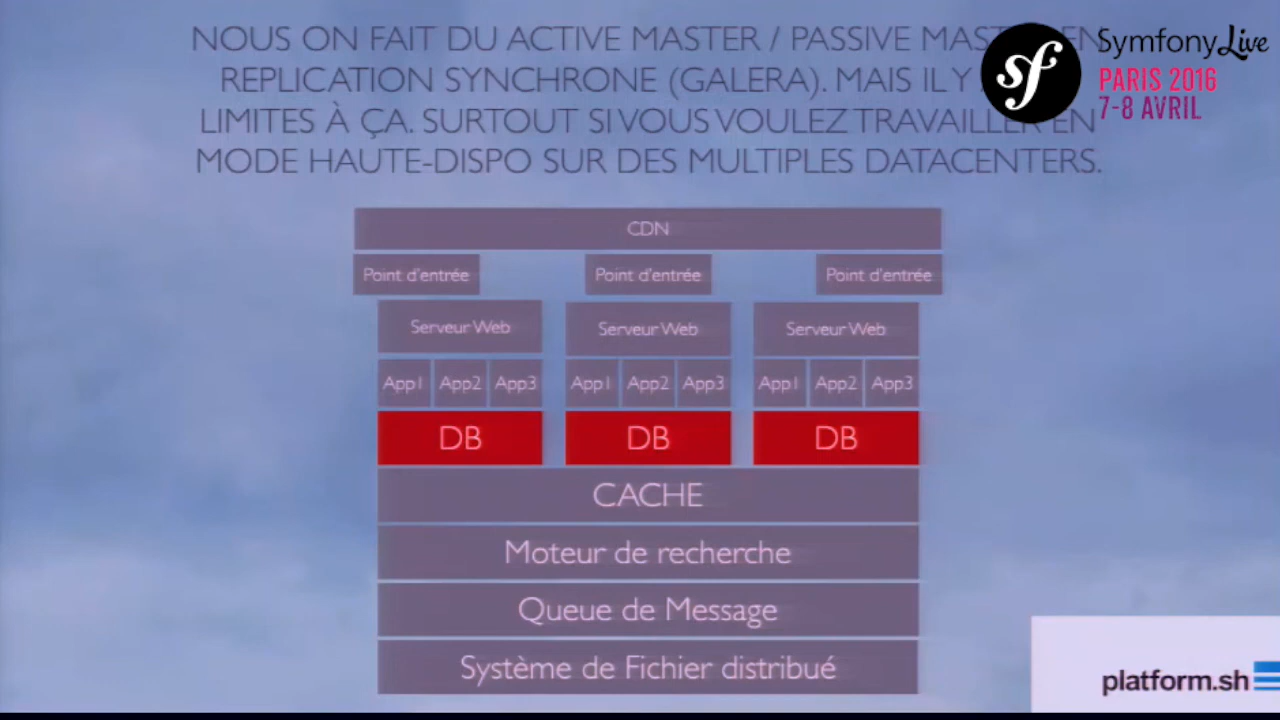 NOUS ON FAIT DU ACTIVE MASTER / PASSIVE
REPLICATION SYNCHRONE (GALERA). MAIS IL Y
LIMITES À ÇA. SURTOUT SI VOUS VOULEZ TRAVAILLER EN
MODE HAUTE-DISPO SUR DES MULTIPLES DATACENTERS.
sf SymfonyLive
PARIS 2016
7-8 AVRIL
CDN
Point d'entrée Point d'entrée Point d'entrée
Serveur Web Serveur Web Serveur Web
App1 App2 App3 App1 App2 App3 App1 App2 App3
DB DB DB
CACHE
Moteur de recherche
Queue de Message
Système de Fichier distribué
platform.sh